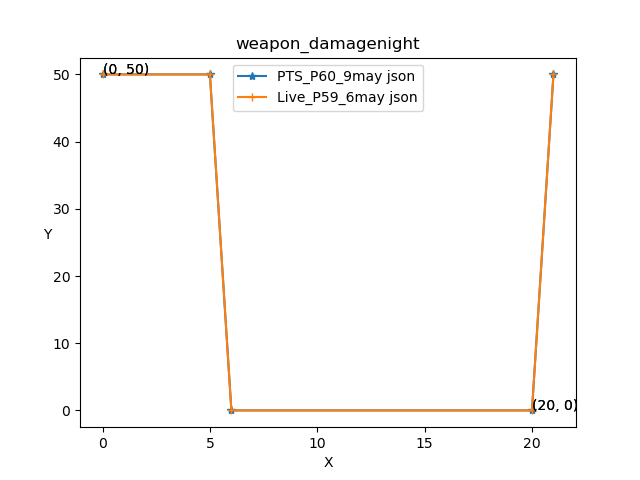 weapon_damagenight
(0, 50)
PTS_P60_9may json
Live_P59_6may json
50
40
30
Y
20
10
0
(20, 0)
0 5 10 15 20
X